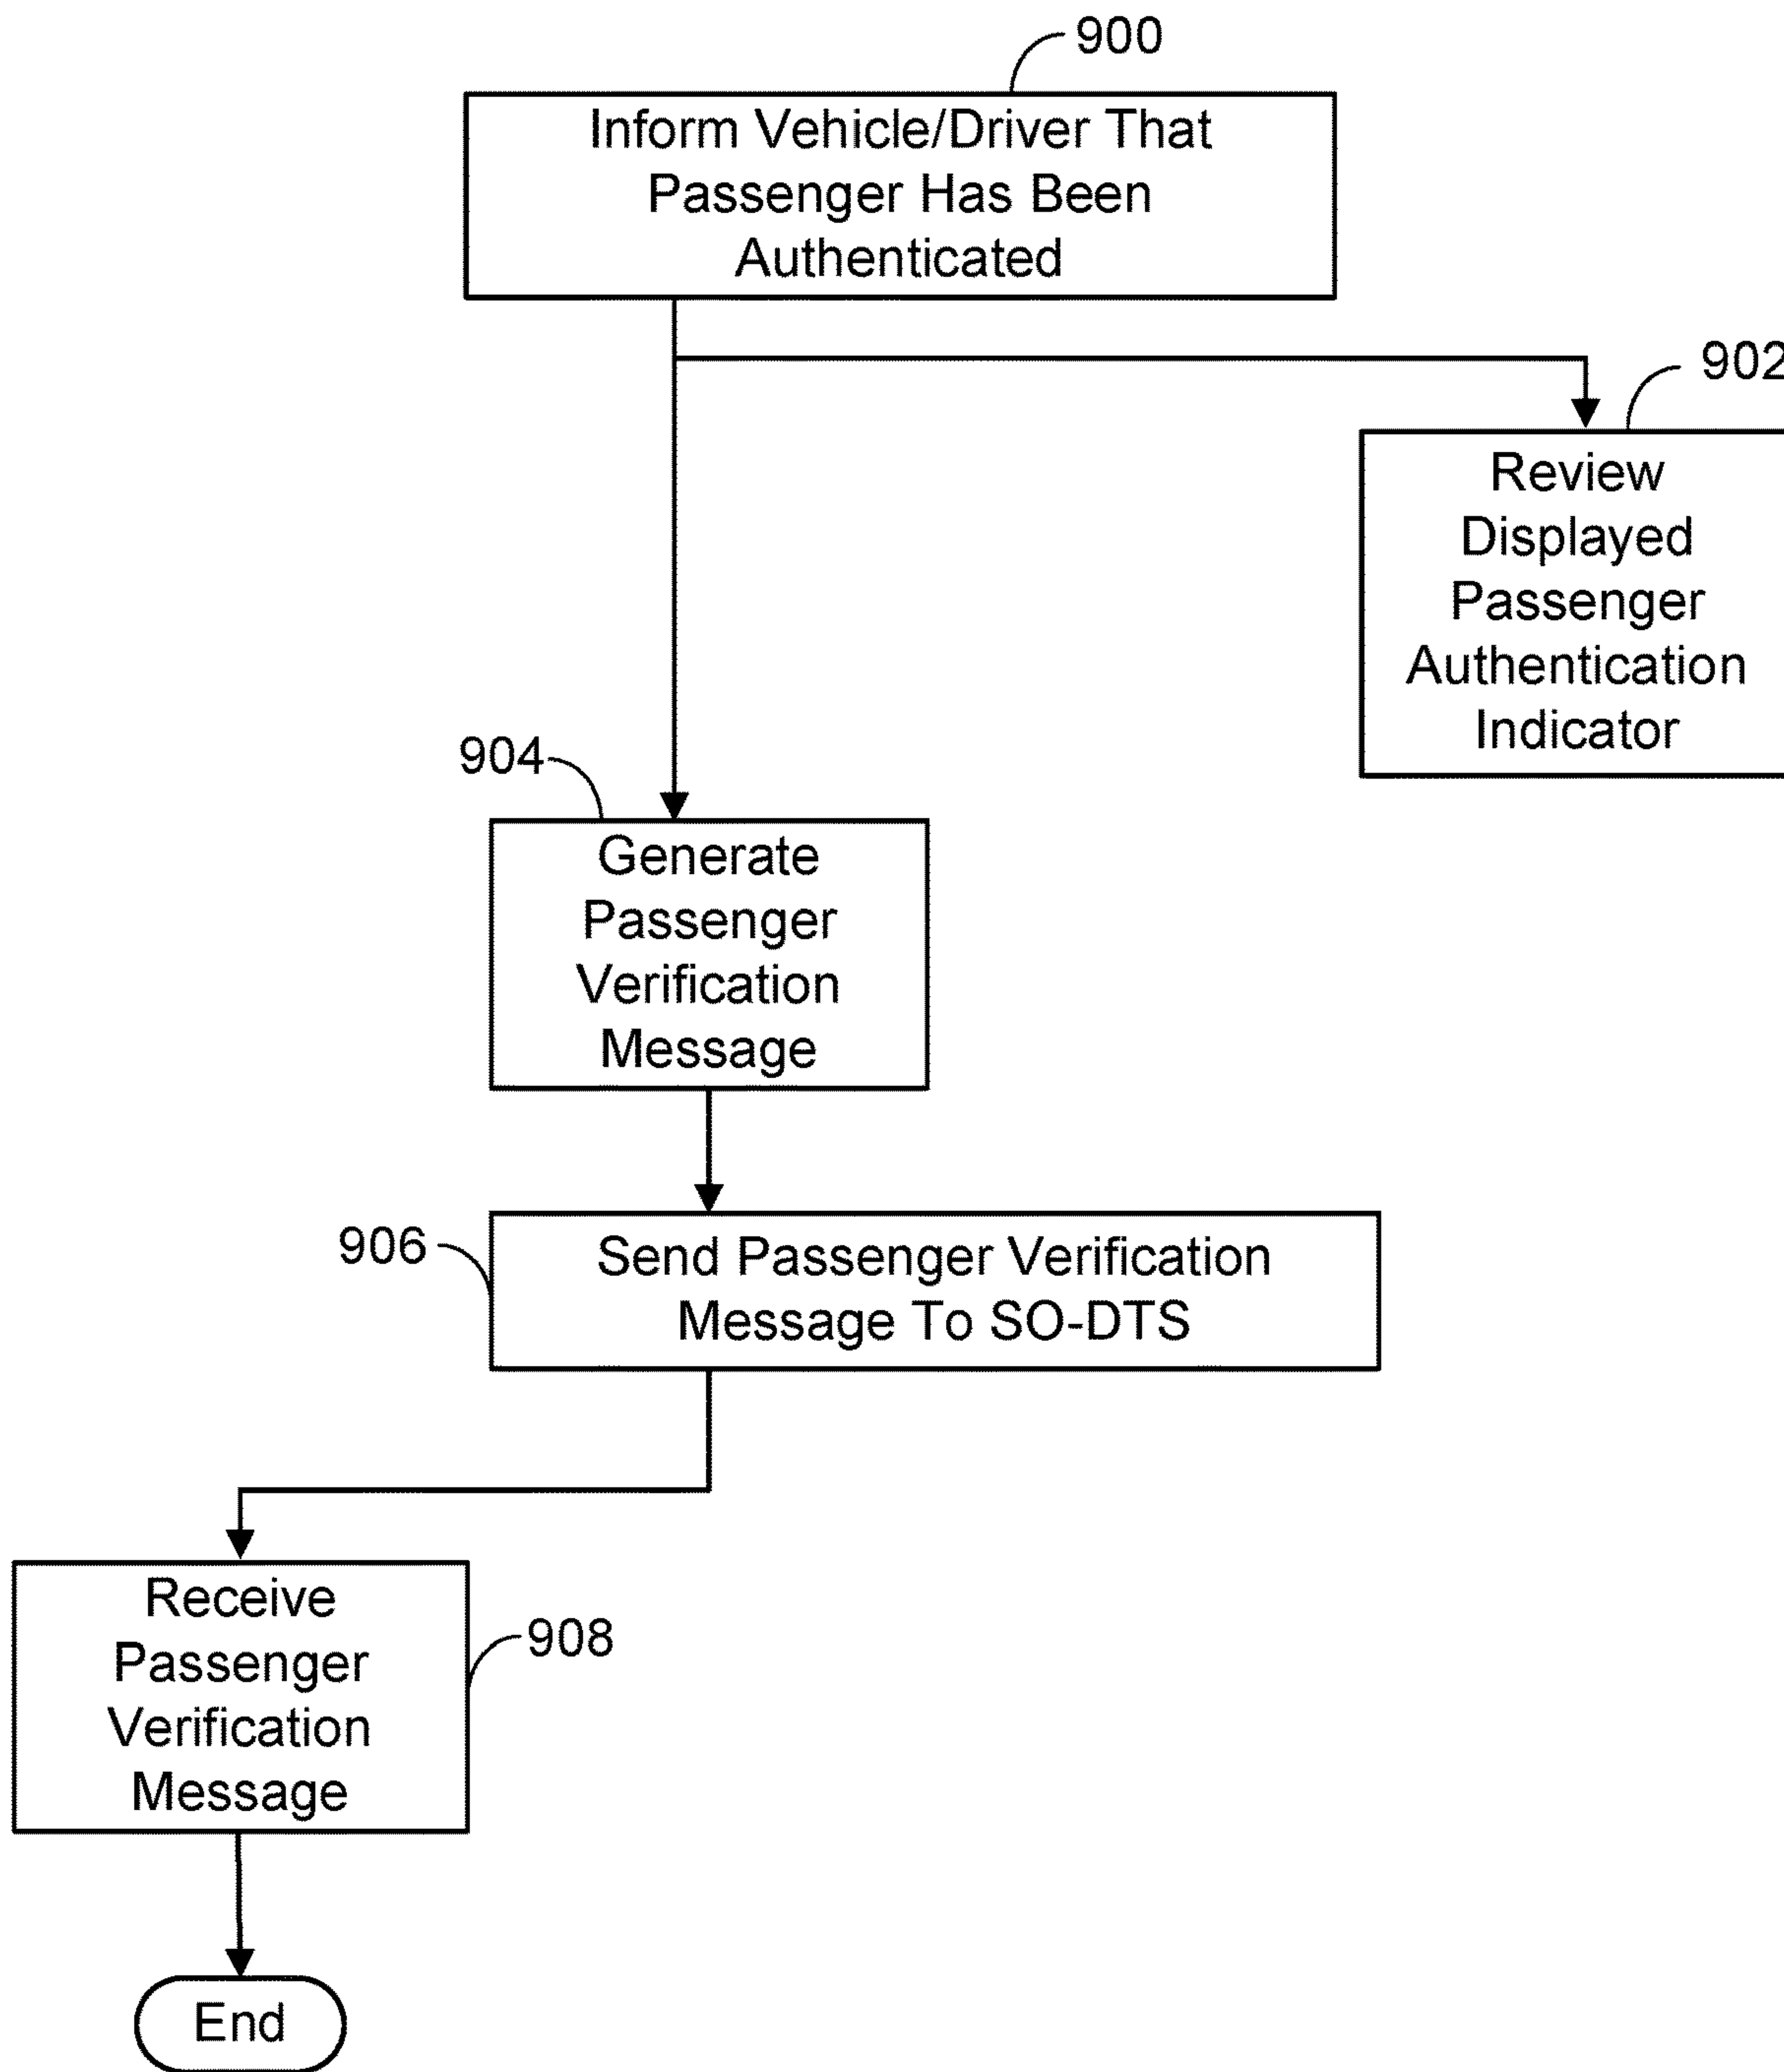 900
Inform Vehicle/Driver That
Passenger Has Been
Authenticated
902
Review
Displayed
Passenger
Authentication
Indicator
904
Generate
Passenger
Verification
Message
906
Send Passenger Verification
Message To SO-DTS
Receive
Passenger
Verification
Message
908
End